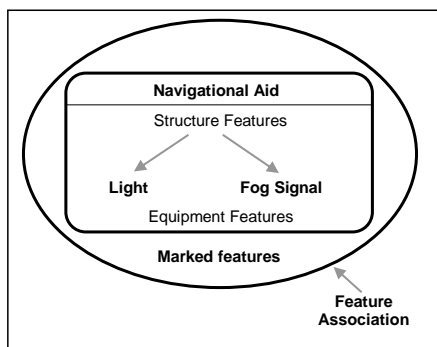 Navigational Aid
Structure Features
Light Fog Signal
Equipment Features
Marked features
Feature
Association